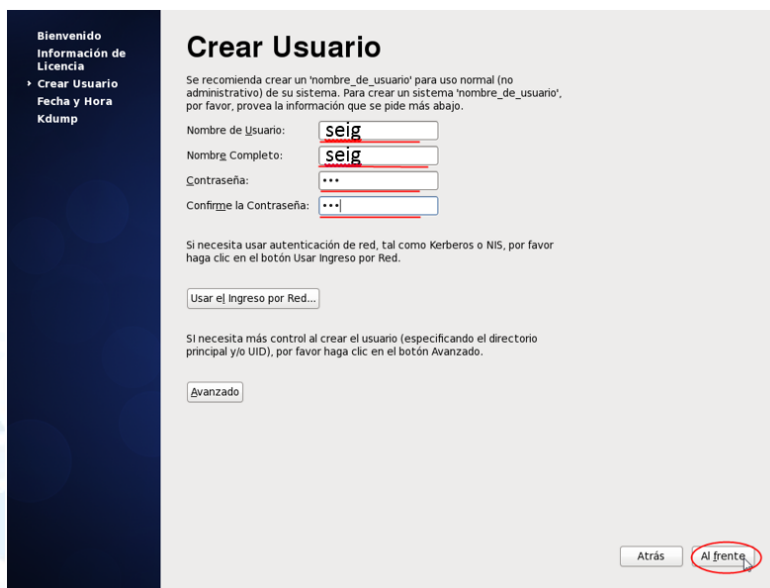 Bienvenido
Información de
Licencia
Crear Usuario
Fecha y Hora
Kdump
Crear Usuario
Se recomienda crear un 'nombre_de_usuario' para uso normal (no
administrativo) de su sistema. Para crear un sistema 'nombre_de_usuario',
por favor, provea la información que se pide más abajo.
Nombre de Usuario: seig
Nombre Completo: seig
Contraseña: •••
Confirme la Contraseña: •••
Si necesita usar autenticación de red, tal como Kerberos o NIS, por favor
haga clic en el botón Usar Ingreso por Red.
Usar el Ingreso por Red...
SI necesita más control al crear el usuario (especificando el directorio
principal y/o UID), por favor haga clic en el botón Avanzado.
Avanzado
Atrás
Al frente